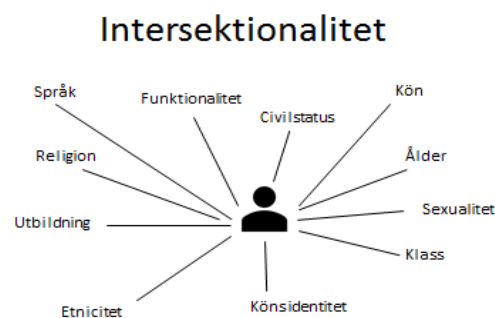 Intersektionalitet
Språk
Funktionalitet
Civilstatus
Kön
Religion
Ålder
Utbildning
Sexualitet
Klass
Etnicitet
Könsidentitet